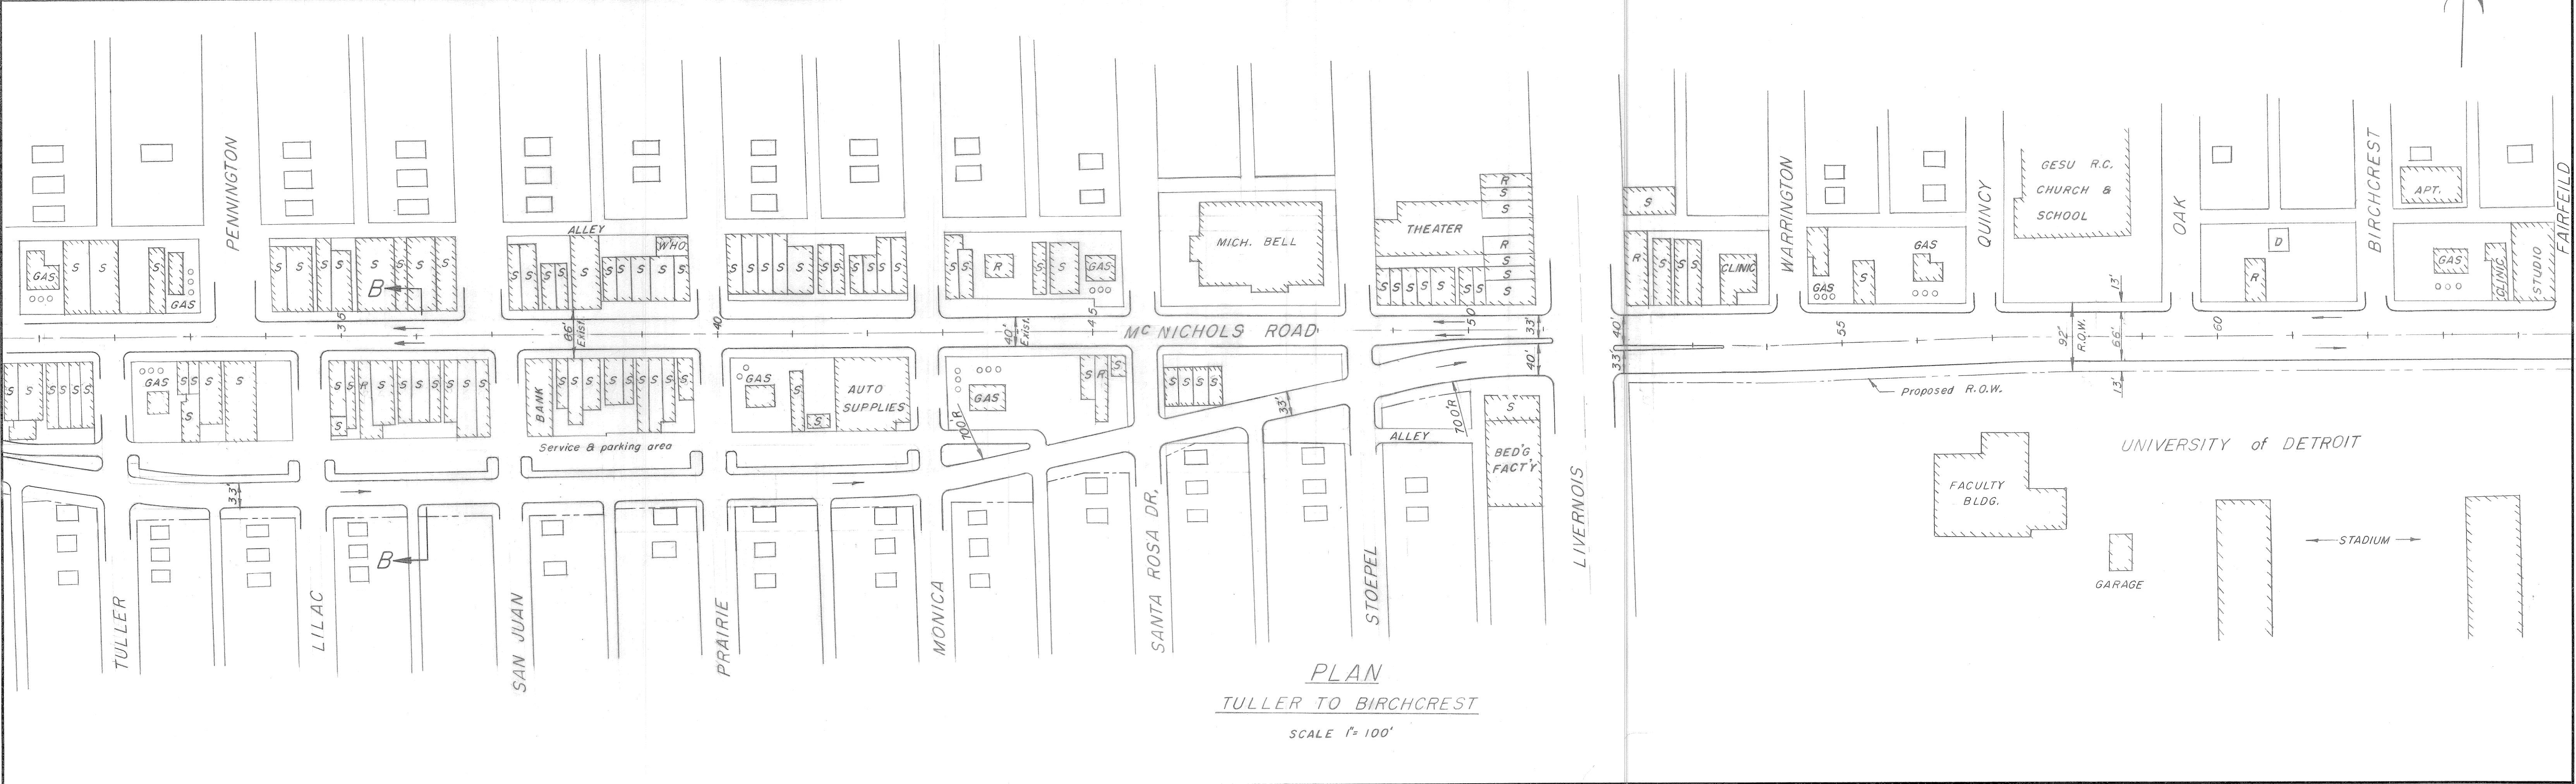 PENNINGTON
GAS
S
S
S
GAS
S
S
S
S
S
S
S
S
B
35
ALLEY
WHO.
S
S
S
S
S
S
S
S
S
S
66'
Exist.
40
S
S
S
S
S
S
S
S
S
S
S
S
S
R
S
S
GAS
40'
Exist.
45
MICH. BELL
MCNICHOLS ROAD
THEATER
R
S
S
R
S
S
S
S
S
S
S
S
S
S
50
33'
40'
40'
33'
S
R
S
S
S
CLINIC
WARRINGTON
GAS
S
GAS
QUINCY
55
GESU R.C.
CHURCH &
SCHOOL
OAK
13'
92'
R.O.W.
66'
13'
60
D
R
BIRCHCREST
APT.
GAS
CLINIC
STUDIO
FAIRFEILD
Proposed R.O.W.
S
S
S
S
S
S
GAS
S
S
S
S
S
S
S
R
S
S
S
S
S
S
S
S
S
BANK
S
S
S
S
S
S
S
S
S
S
Service & parking area
GAS
S
S
AUTO
SUPPLIES
GAS
700'R
S
R
S
S
S
S
S
33'
700'R
ALLEY
S
BED'G
FACT'Y
33'
B
TULLER
LILAC
SAN JUAN
PRAIRIE
MONICA
SANTA ROSA DR.
STOEPEL
LIVERNOIS
UNIVERSITY of DETROIT
FACULTY
BLDG.
GARAGE
STADIUM
PLAN
TULLER TO BIRCHCREST
SCALE 1"= 100'